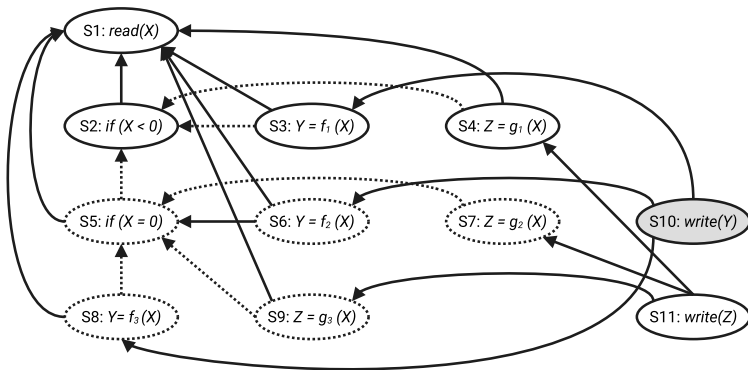 S1: read(X)
S2: if (X < 0)
S3: Y = f₁ (X)
S4: Z = g₁ (X)
S5: if (X = 0)
S6: Y = f₂ (X)
S7: Z = g₂ (X)
S10: write(Y)
S8: Y= f₃ (X)
S9: Z = g₃ (X)
S11: write(Z)